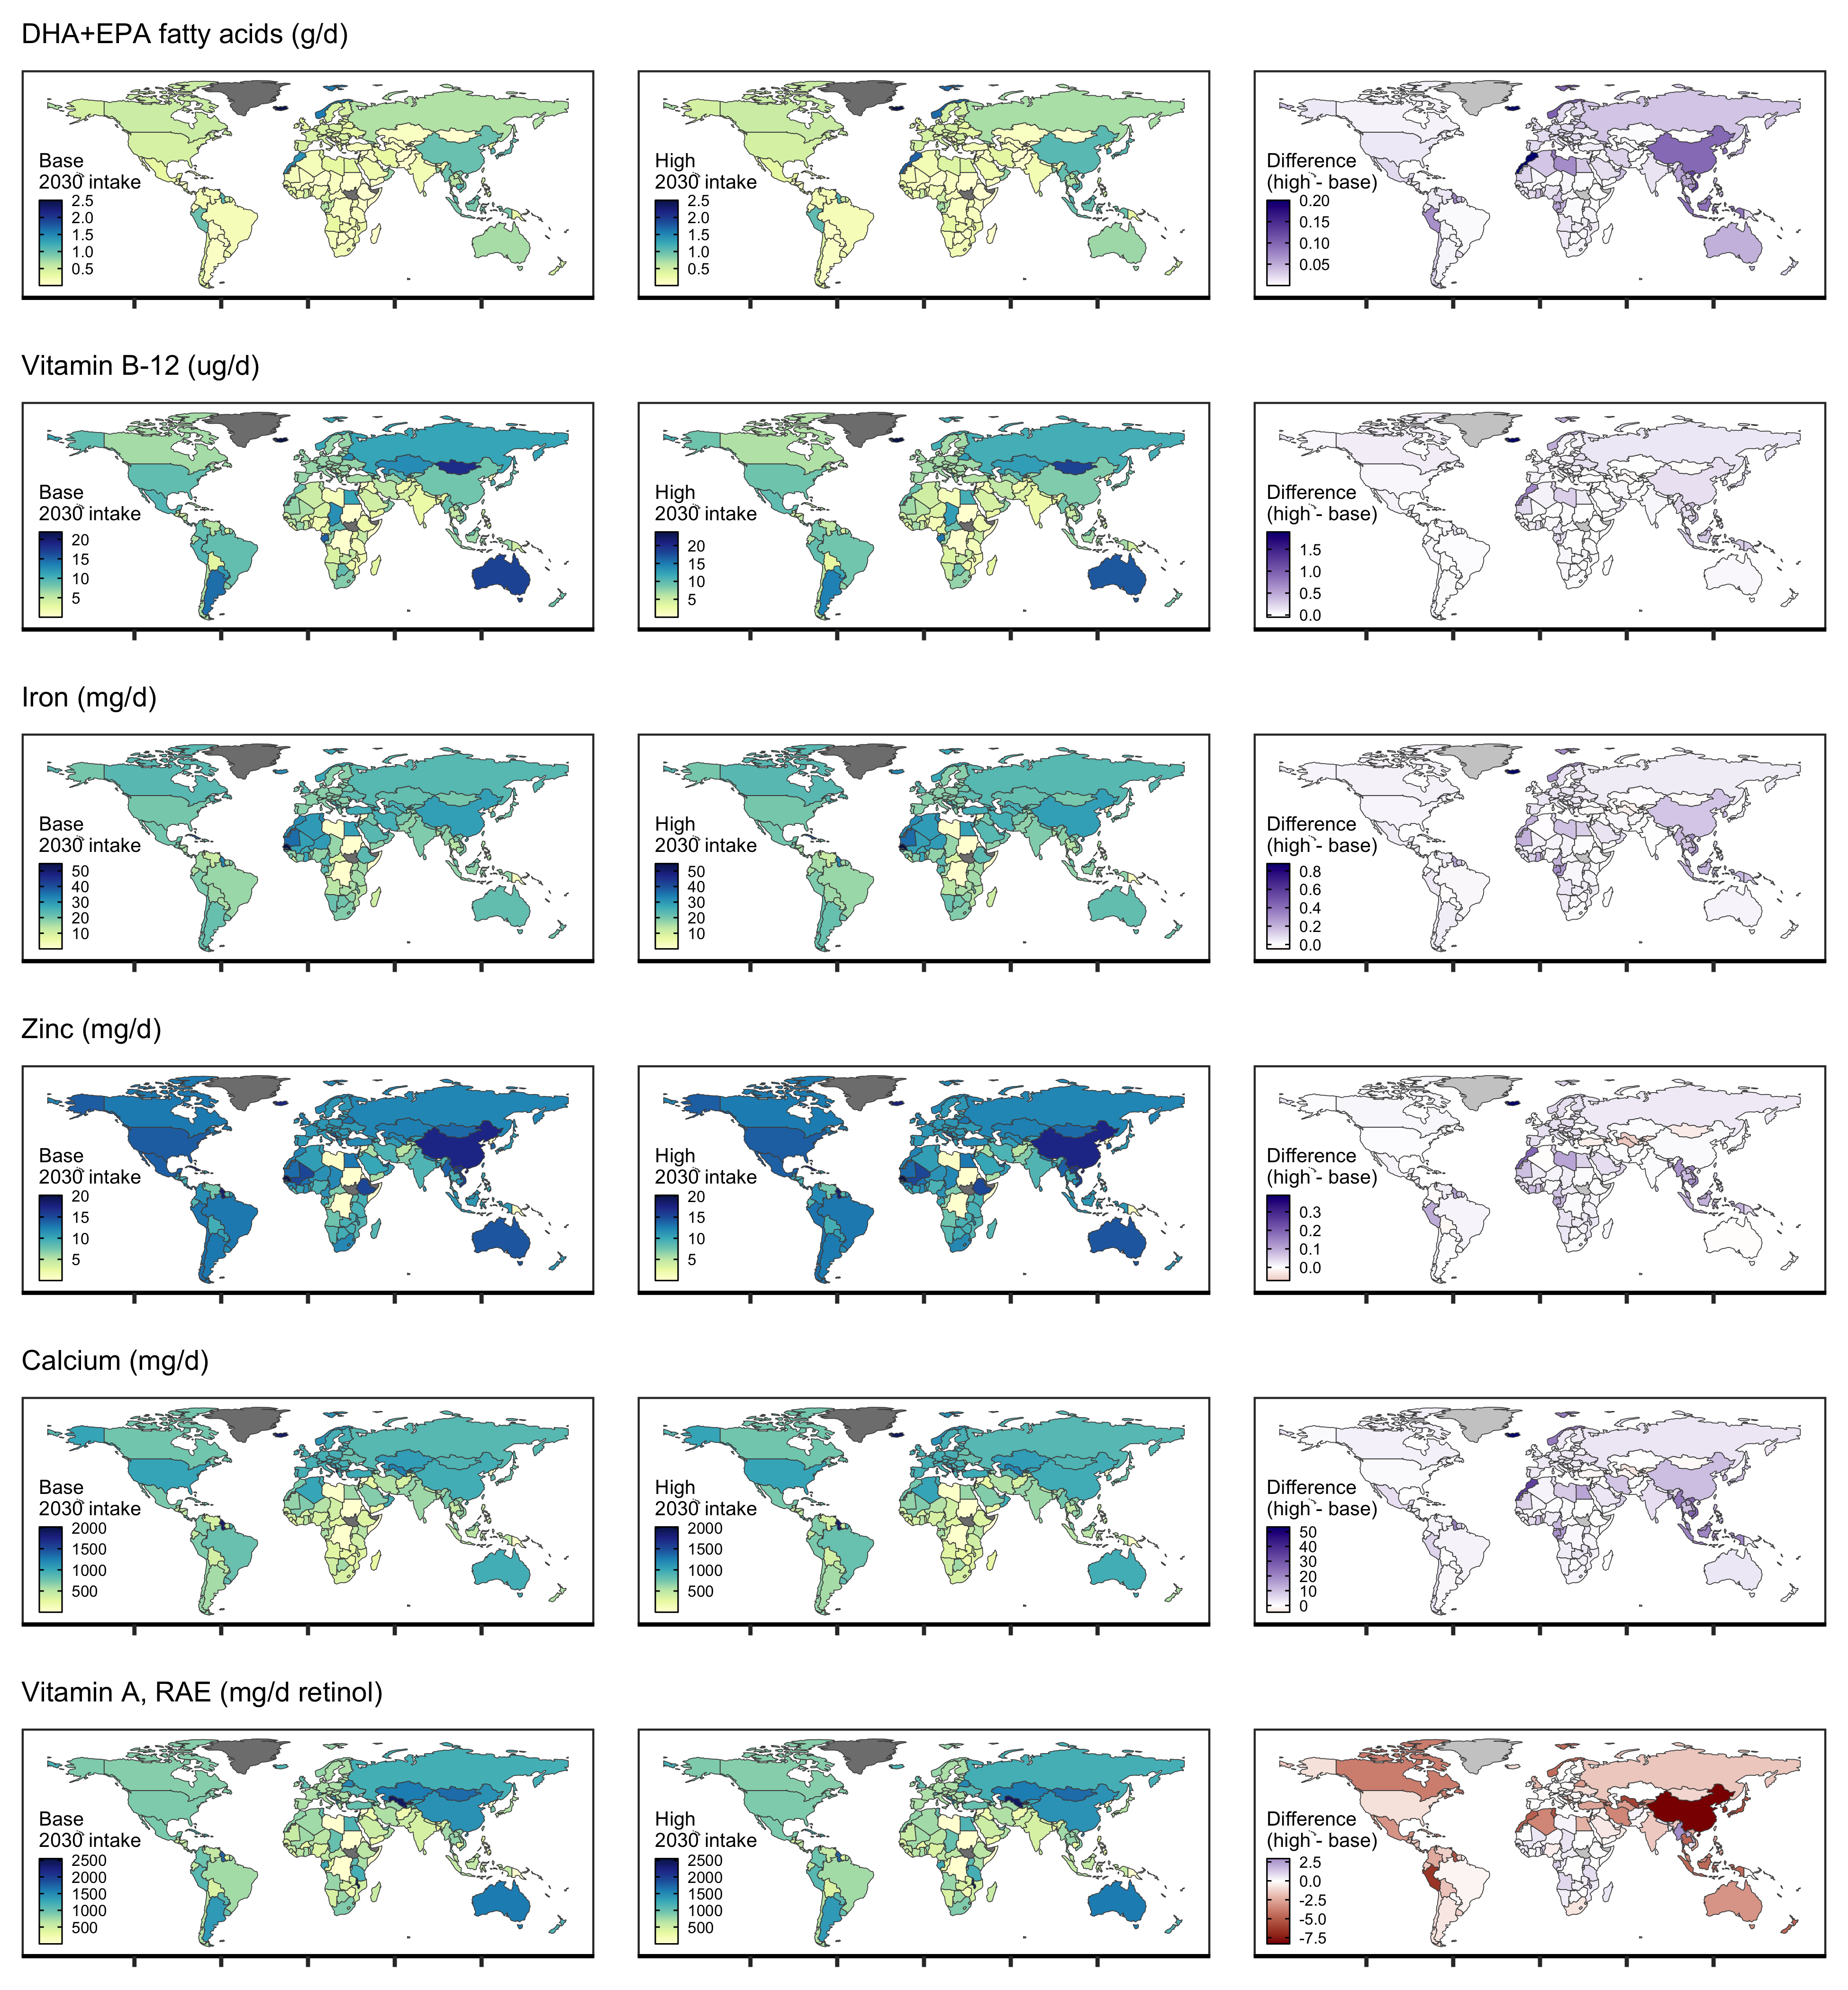 DHA+EPA fatty acids (g/d)
Base
2030 intake
2.5
2.0
1.5
1.0
0.5
High
2030 intake
2.5
2.0
1.5
1.0
0.5
Difference
(high - base)
0.20
0.15
0.10
0.05
Vitamin B-12 (ug/d)
Base
2030 intake
20
15
10
5
High
2030 intake
20
15
10
5
Difference
(high - base)
1.5
1.0
0.5
0.0
Iron (mg/d)
Base
2030 intake
50
40
30
20
10
High
2030 intake
50
40
30
20
10
Difference
(high - base)
0.8
0.6
0.4
0.2
0.0
Zinc (mg/d)
Base
2030 intake
20
15
10
5
High
2030 intake
20
15
10
5
Difference
(high - base)
0.3
0.2
0.1
0.0
Calcium (mg/d)
Base
2030 intake
2000
1500
1000
500
High
2030 intake
2000
1500
1000
500
Difference
(high - base)
50
40
30
20
10
0
Vitamin A, RAE (mg/d retinol)
Base
2030 intake
2500
2000
1500
1000
500
High
2030 intake
2500
2000
1500
1000
500
Difference
(high - base)
2.5
0.0
-2.5
-5.0
-7.5